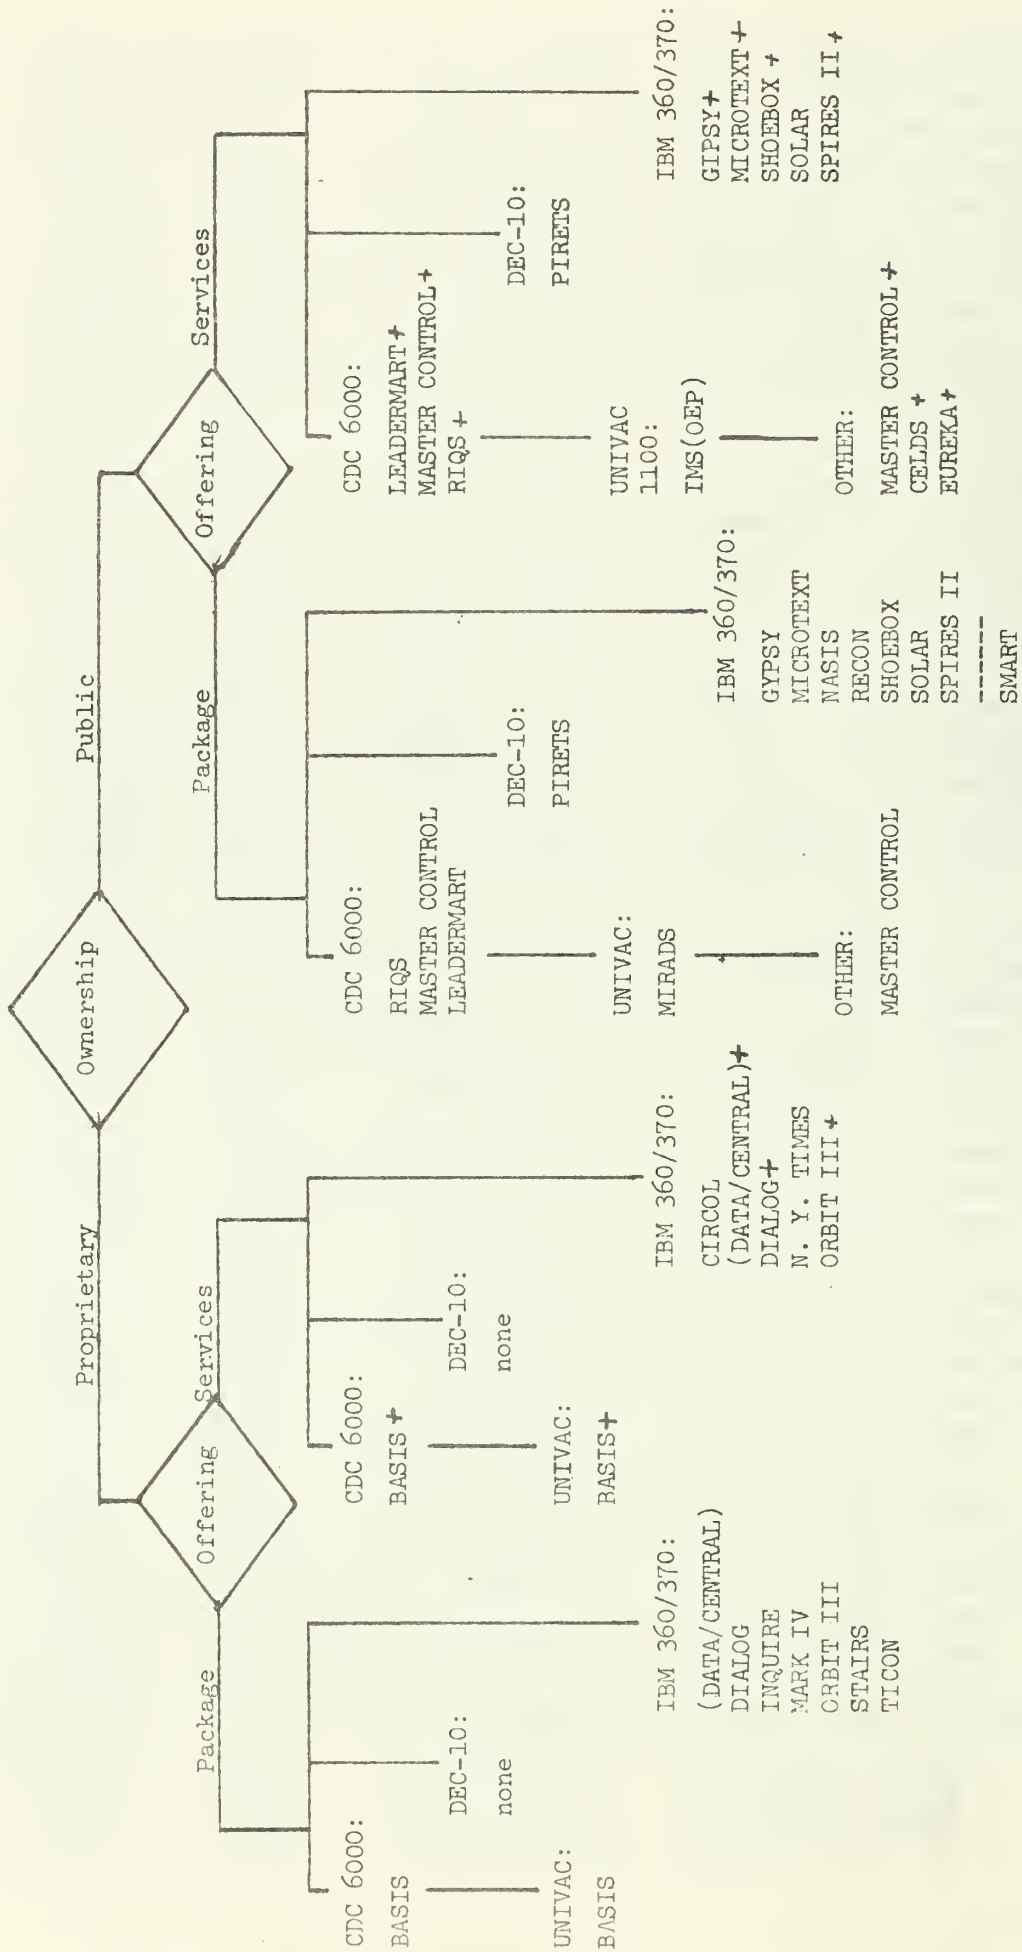 Ownership
Proprietary
Public
Offering
Package
Services
CDC 6000:
BASIS
UNIVAC:
BASIS
DEC-10:
none
IBM 360/370:
(DATA/CENTRAL)
DIALOG
INQUIRE
MARK IV
ORBIT III
STAIRS
TICON
CDC 6000:
BASIS+
UNIVAC:
BASIS+
DEC-10:
none
IBM 360/370:
CIRCOL
(DATA/CENTRAL)+
DIALOG+
N. Y. TIMES
ORBIT III+
Offering
Package
Services
CDC 6000:
RIQS
MASTER CONTROL
LEADERMART
UNIVAC:
MIRADS
OTHER:
MASTER CONTROL
DEC-10:
PIRETS
IBM 360/370:
GYPSY
MICROTEXT
NASIS
RECON
SHOEBOX
SOLAR
SPIRES II
------
SMART
CDC 6000:
LEADERMART+
MASTER CONTROL+
RIQS+
UNIVAC
1100:
IMS(OEP)
OTHER:
MASTER CONTROL+
CELDS+
EUREKA+
DEC-10:
PIRETS
IBM 360/370:
GIPSY+
MICROTEXT+
SHOEBOX+
SOLAR
SPIRES II+